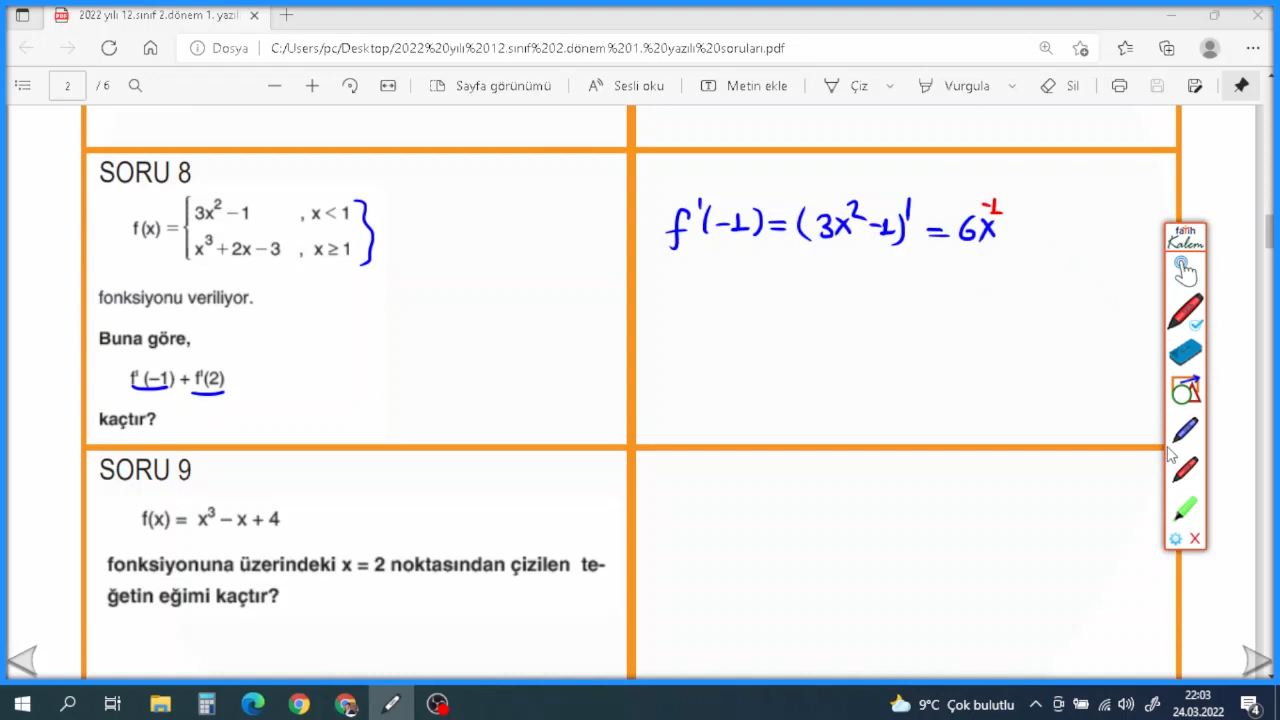 2022 yılı 12.sınıf 2.dönem 1. yazıl
Dosya
C:/Users/pc/Desktop/2022%20yılı%2012.sınıf%202.dönem%201.%20yazılı%20soruları.pdf
2 / 6
Sayfa görünümü
Sesli oku
Metin ekle
Çiz
Vurgula
Sil
SORU 8
f(x) = { 3x² − 1 , x < 1
x³ + 2x − 3 , x ≥ 1 }
fonksiyonu veriliyor.
Buna göre,
f' (−1) + f'(2)
kaçtır?
f'(-1) = (3x²-1)' = 6x⁻¹
SORU 9
f(x) = x³ − x + 4
fonksiyonuna üzerindeki x = 2 noktasından çizilen te-
ğetin eğimi kaçtır?
fatih
Kalem
9°C Çok bulutlu
22:03
24.03.2022
4